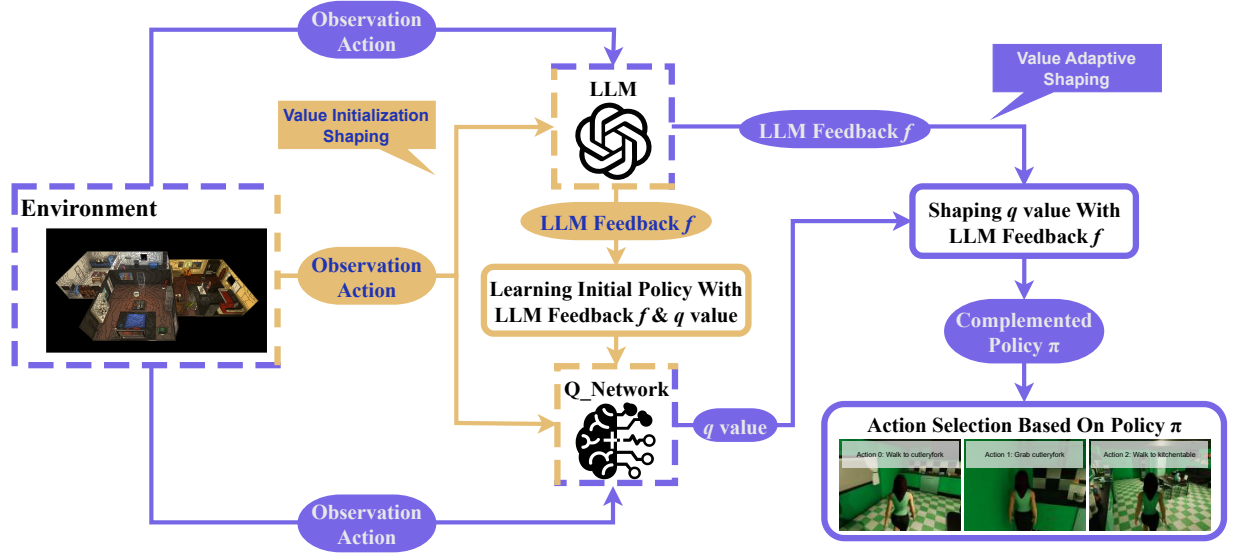 Observation
Action
Value Adaptive
Shaping
LLM
Value Initialization
Shaping
LLM Feedback f
Environment
LLM Feedback f
Shaping q value With
LLM Feedback f
Observation
Action
Learning Initial Policy With
LLM Feedback f & q value
Complemented
Policy π
Q_Network
q value
Action Selection Based On Policy π
Action 0: Walk to cutleryfork
Action 1: Grab cutleryfork
Action 2: Walk to kitchentable
Observation
Action